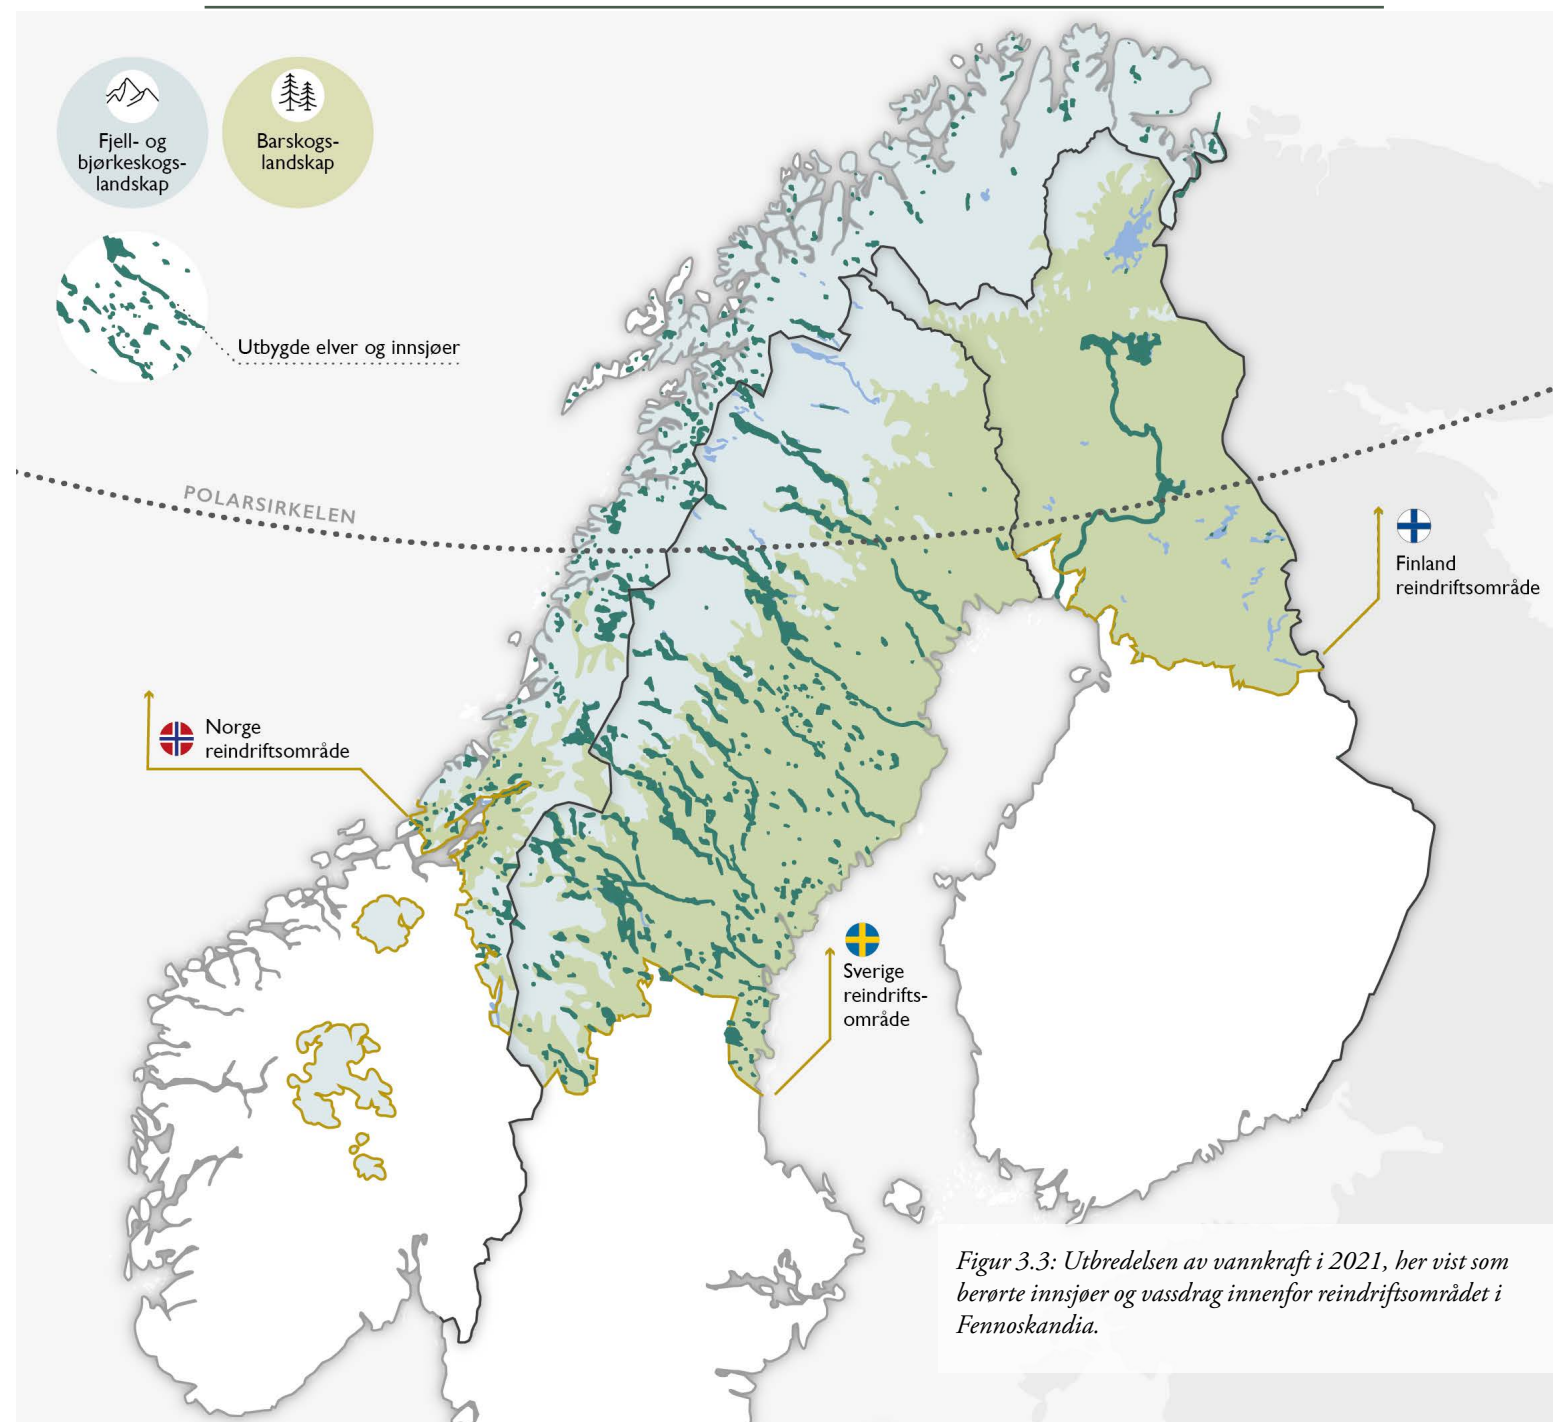 Fjell- og
bjørkeskogs-
landskap
Barskogs-
landskap
Utbygde elver og innsjøer
POLARSIRKELEN
Finland
reindriftsområde
Norge
reindriftsområde
Sverige
reindrifts-
område
Figur 3.3: Utbredelsen av vannkraft i 2021, her vist som
berørte innsjøer og vassdrag innenfor reindriftsområdet i
Fennoskandia.